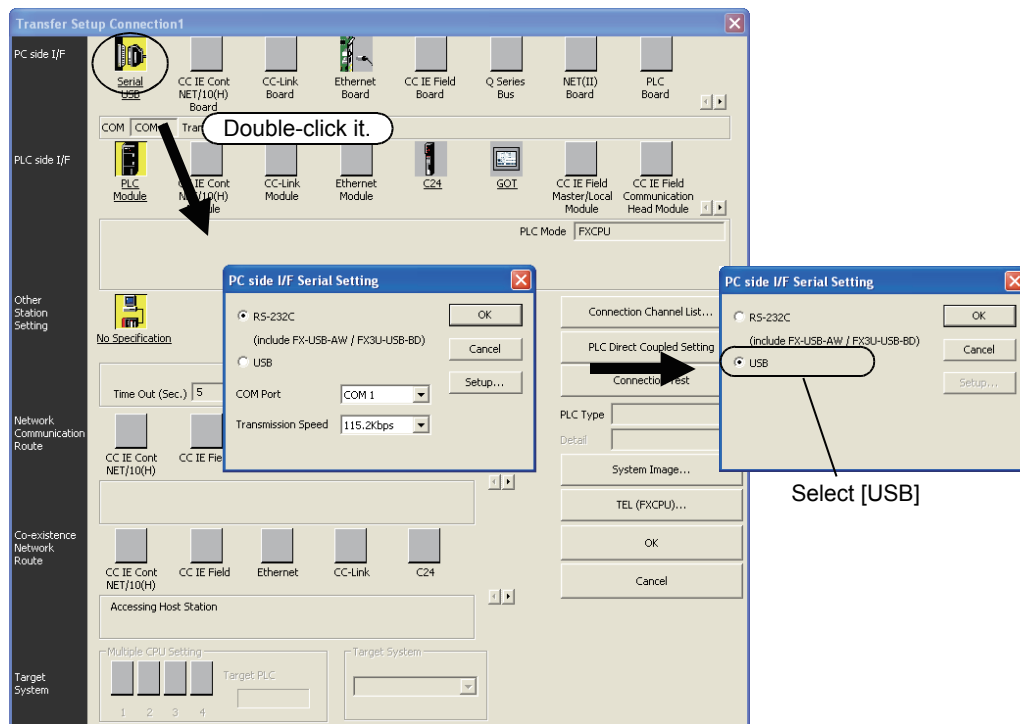 Transfer Setup Connection1
PC side I/F
Serial
USB
CC IE Cont
NET/10(H)
Board
CC-Link
Board
Ethernet
Board
CC IE Field
Board
Q Series
Bus
NET(II)
Board
PLC
Board
COM
COM
Double-click it.
PLC side I/F
PLC
Module
IE Cont
CC-Link
Module
Ethernet
Module
C24
GOT
CC IE Field
Master/Local
Module
CC IE Field
Communication
Head Module
PLC Mode
FXCPU
Other
Station
Setting
No Specification
Time Out (Sec.)
5
PC side I/F Serial Setting
RS-232C
(include FX-USB-AW / FX3U-USB-BD)
USB
COM Port
COM 1
Transmission Speed
115.2Kbps
OK
Cancel
Setup...
Connection Channel List...
PLC Direct Coupled Setting
PLC Type
Detail
System Image...
TEL (FXCPU)...
OK
Cancel
PC side I/F Serial Setting
RS-232C
(include FX-USB-AW / FX3U-USB-BD)
USB
OK
Cancel
Setup...
Select [USB]
Network
Communication
Route
CC IE Cont
NET/10(H)
CC IE Fie
Co-existence
Network
Route
CC IE Cont
NET/10(H)
CC IE Field
Ethernet
CC-Link
C24
Accessing Host Station
Target
System
Multiple CPU Setting
1 2 3 4
Target PLC
Target System